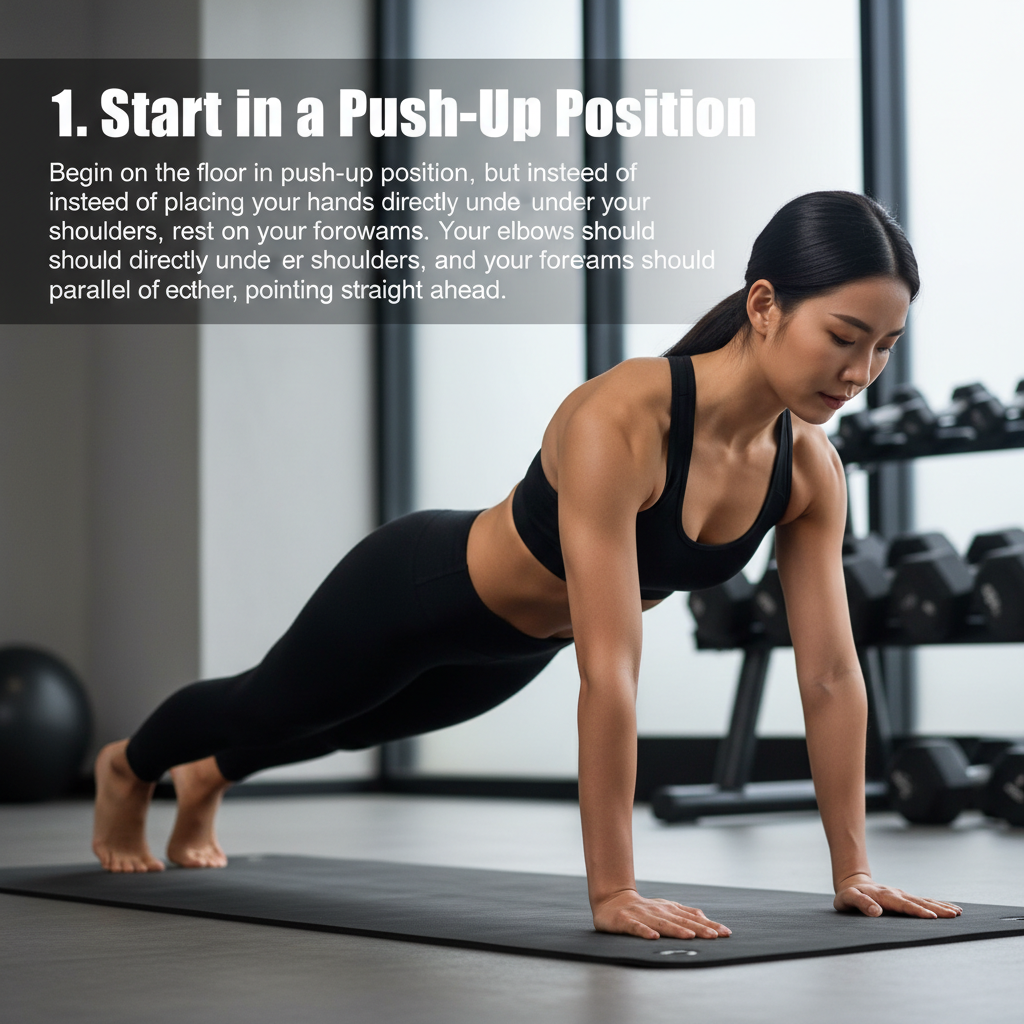 1. Start in a Push-Up Position
Begin on the floor in push-up position, but instead of
insteed of placing your hands directly unde under your
shoulders, rest on your forowams. Your elbows should
should directly unde er shoulders, and your foreams should
parallel of ecther, pointing straight ahead.